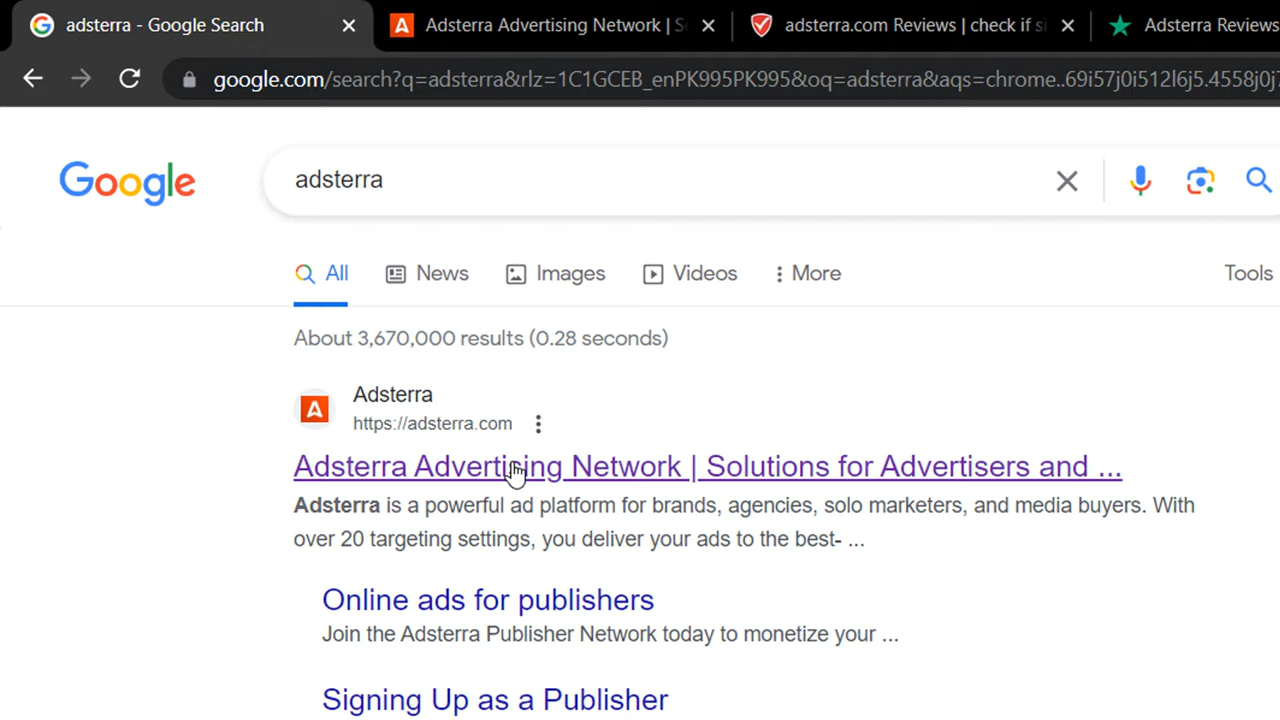 adsterra - Google Search
Adsterra Advertising Network | S
adsterra.com Reviews | check if si
Adsterra Reviews
google.com/search?q=adsterra&rlz=1C1GCEB_enPK995PK995&oq=adsterra&aqs=chrome..69i57j0i512l6j5.4558j0j7
Google
adsterra
All
News
Images
Videos
More
Tools
About 3,670,000 results (0.28 seconds)
A
Adsterra
https://adsterra.com
Adsterra Advertising Network | Solutions for Advertisers and ...
Adsterra is a powerful ad platform for brands, agencies, solo marketers, and media buyers. With
over 20 targeting settings, you deliver your ads to the best- ...
Online ads for publishers
Join the Adsterra Publisher Network today to monetize your ...
Signing Up as a Publisher